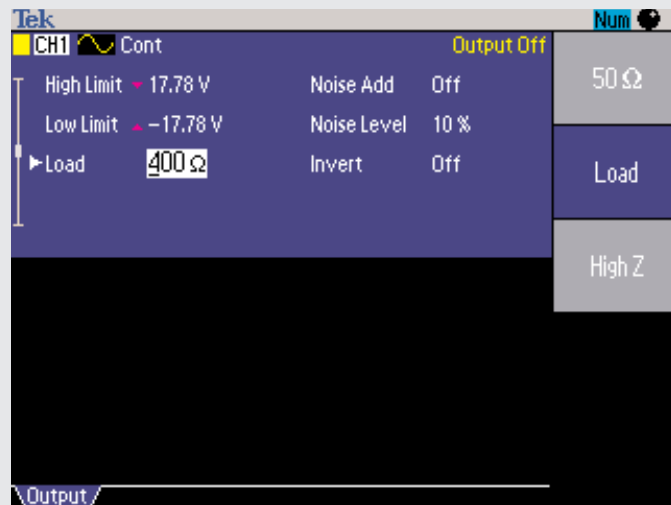 Tek
Num
CH1 Cont Output Off
High Limit 17.78 V Noise Add Off
Low Limit −17.78 V Noise Level 10 %
Load 400 Ω Invert Off
50 Ω
Load
High Z
Output